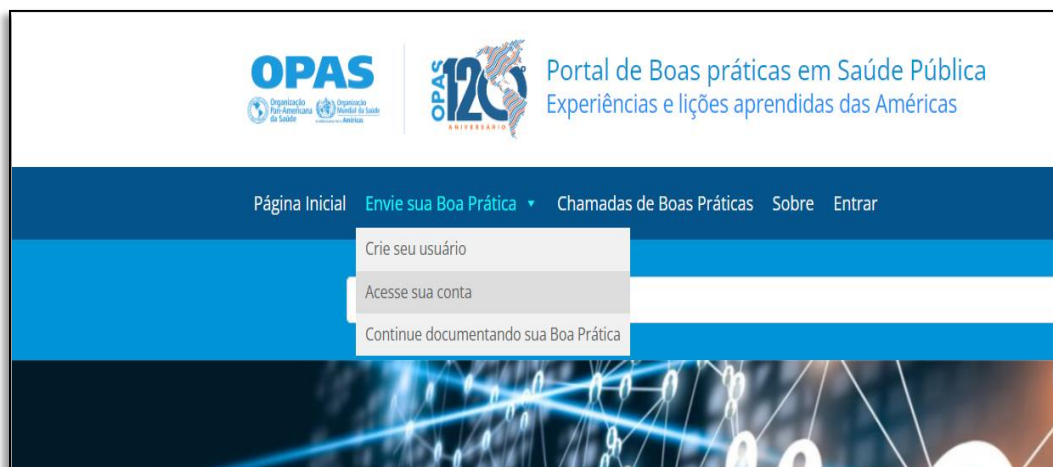 OPAS
Organização
Pan-Americana
da Saúde
Organização
Mundial da Saúde
Américas
OPAS
120
ANIVERSÁRIO
Portal de Boas práticas em Saúde Pública
Experiências e lições aprendidas das Américas
Página Inicial Envie sua Boa Prática Chamadas de Boas Práticas Sobre Entrar
Crie seu usuário
Acesse sua conta
Continue documentando sua Boa Prática